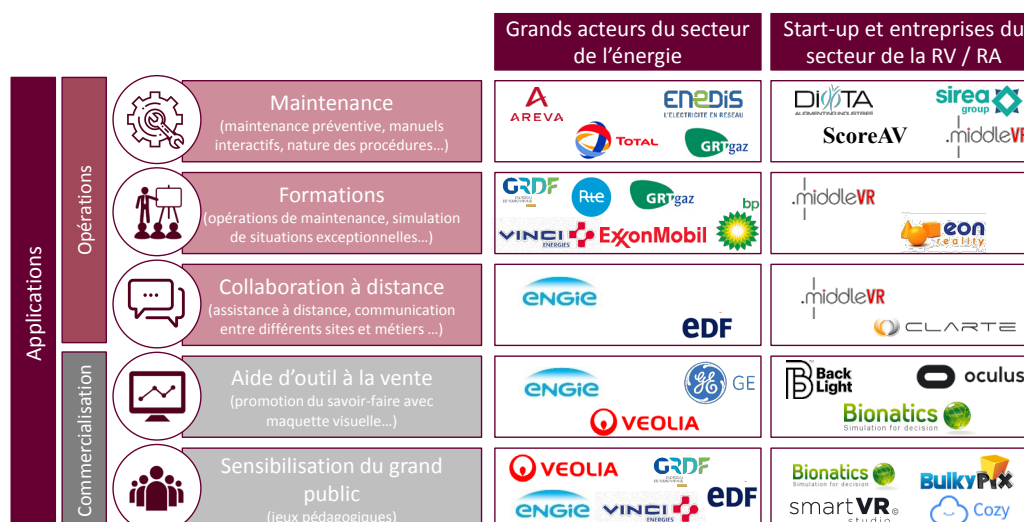 Grands acteurs du secteur
de l'énergie
Start-up et entreprises du
secteur de la RV / RA
Applications
Opérations
Maintenance
(maintenance préventive, manuels
interactifs, nature des procédures…)
AREVA
ENEDIS
L'ELECTRICITE EN RESEAU
TOTAL
GRTgaz
DIOTA
AUGMENTING INDUSTRIES
sirea
group
ScoreAV
middleVR
Formations
(opérations de maintenance, simulation
de situations exceptionnelles…)
GRDF
Rte
GRTgaz
bp
VINCI
ENERGIES
ExxonMobil
middleVR
eon
reality
Collaboration à distance
(assistance à distance, communication
entre différents sites et métiers …)
ENGIE
eDF
middleVR
CLARTE
Commercialisation
Aide d'outil à la vente
(promotion du savoir-faire avec
maquette visuelle…)
ENGIE
GE
VEOLIA
Back
Light
oculus
Bionatics
Simulation for decision
Sensibilisation du grand
public
(jeux pédagogiques)
VEOLIA
GRDF
ENGIE
VINCI
ENERGIES
eDF
Bionatics
Simulation for decision
BulkyPix
smartVR
studio
Cozy